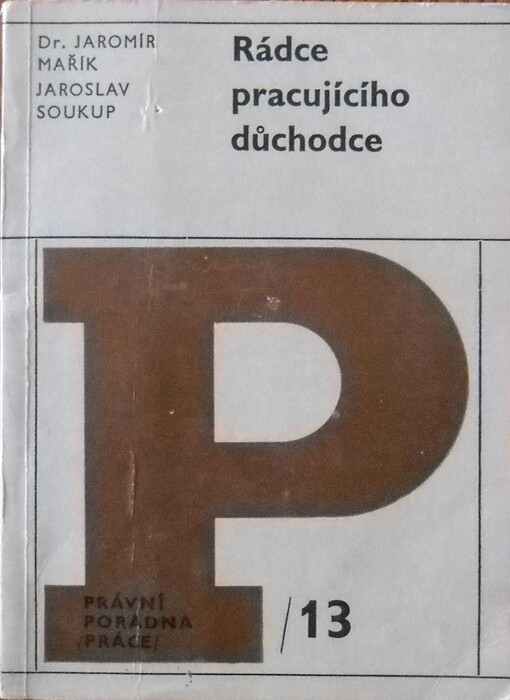 Dr. JAROMÍR
MAŘÍK
JAROSLAV
SOUKUP
Rádce
pracujícího
důchodce
P
PRÁVNÍ
PORADNA
/PRÁCE/
/13